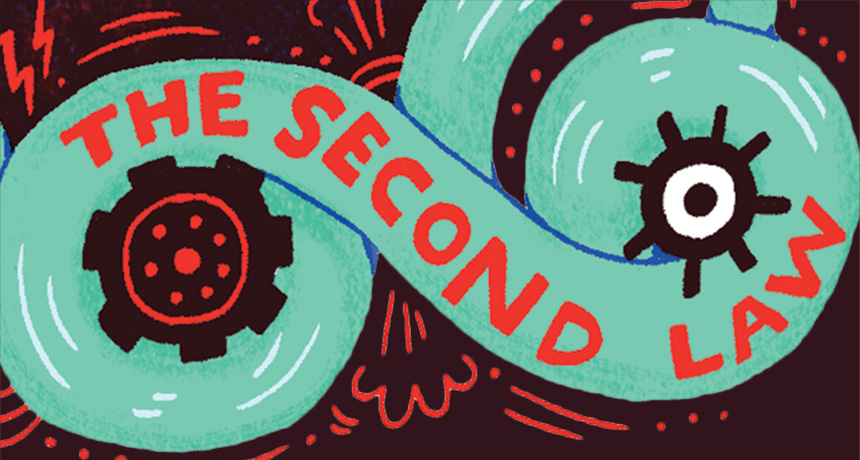 THE SECOND LAW